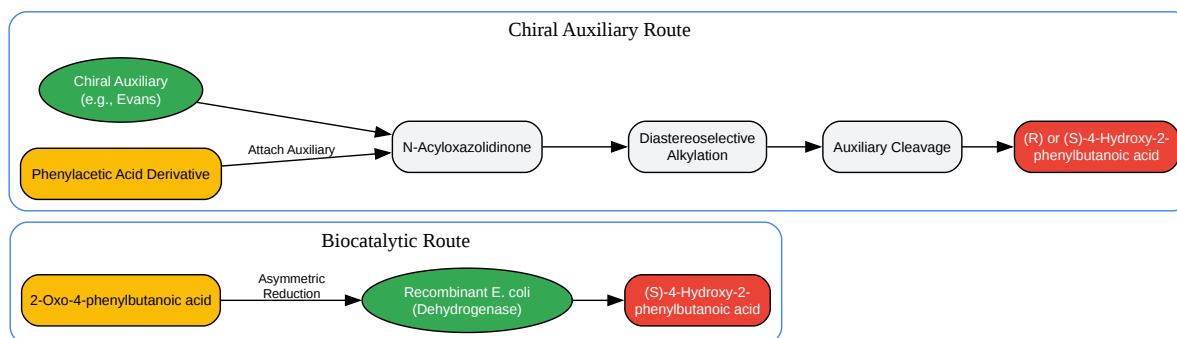 Chiral Auxiliary Route
Chiral Auxiliary
(e.g., Evans)
Phenylacetic Acid Derivative
Attach Auxiliary
N-Acyloxazolidinone
Diastereoselective
Alkylation
Auxiliary Cleavage
(R) or (S)-4-Hydroxy-2-
phenylbutanoic acid
Biocatalytic Route
2-Oxo-4-phenylbutanoic acid
Asymmetric
Reduction
Recombinant E. coli
(Dehydrogenase)
(S)-4-Hydroxy-2-
phenylbutanoic acid